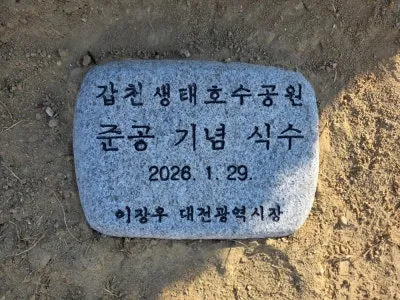 갑천생태호수공원
준공 기념 식수
2026. 1. 29.
이장우 대전광역시장